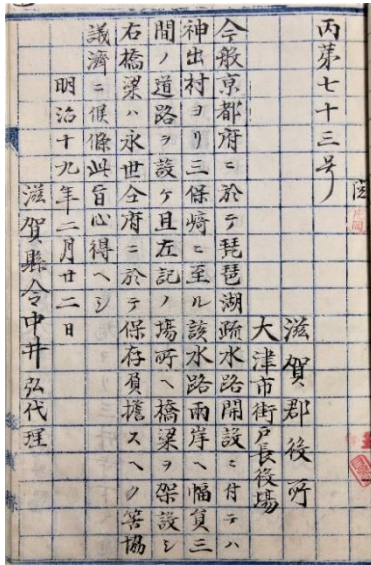 丙第七十三号
滋賀郡役所
大津市街戸長役場
今般京都府ニ於テ琵琶湖疏水路開設ニ付テハ
神出村ヨリ三保崎ニ至ル該水路両岸ヘ幅員三
間ノ道路ヲ設ケ且左記ノ場所ヘ橋梁ヲ架設シ
右橋梁ハ永世仝府ニ於テ保存負擔スヘクノ筈協
議済ニ候條此旨心得ヘシ
明治十九年二月廿二日
滋賀縣令中井弘代理